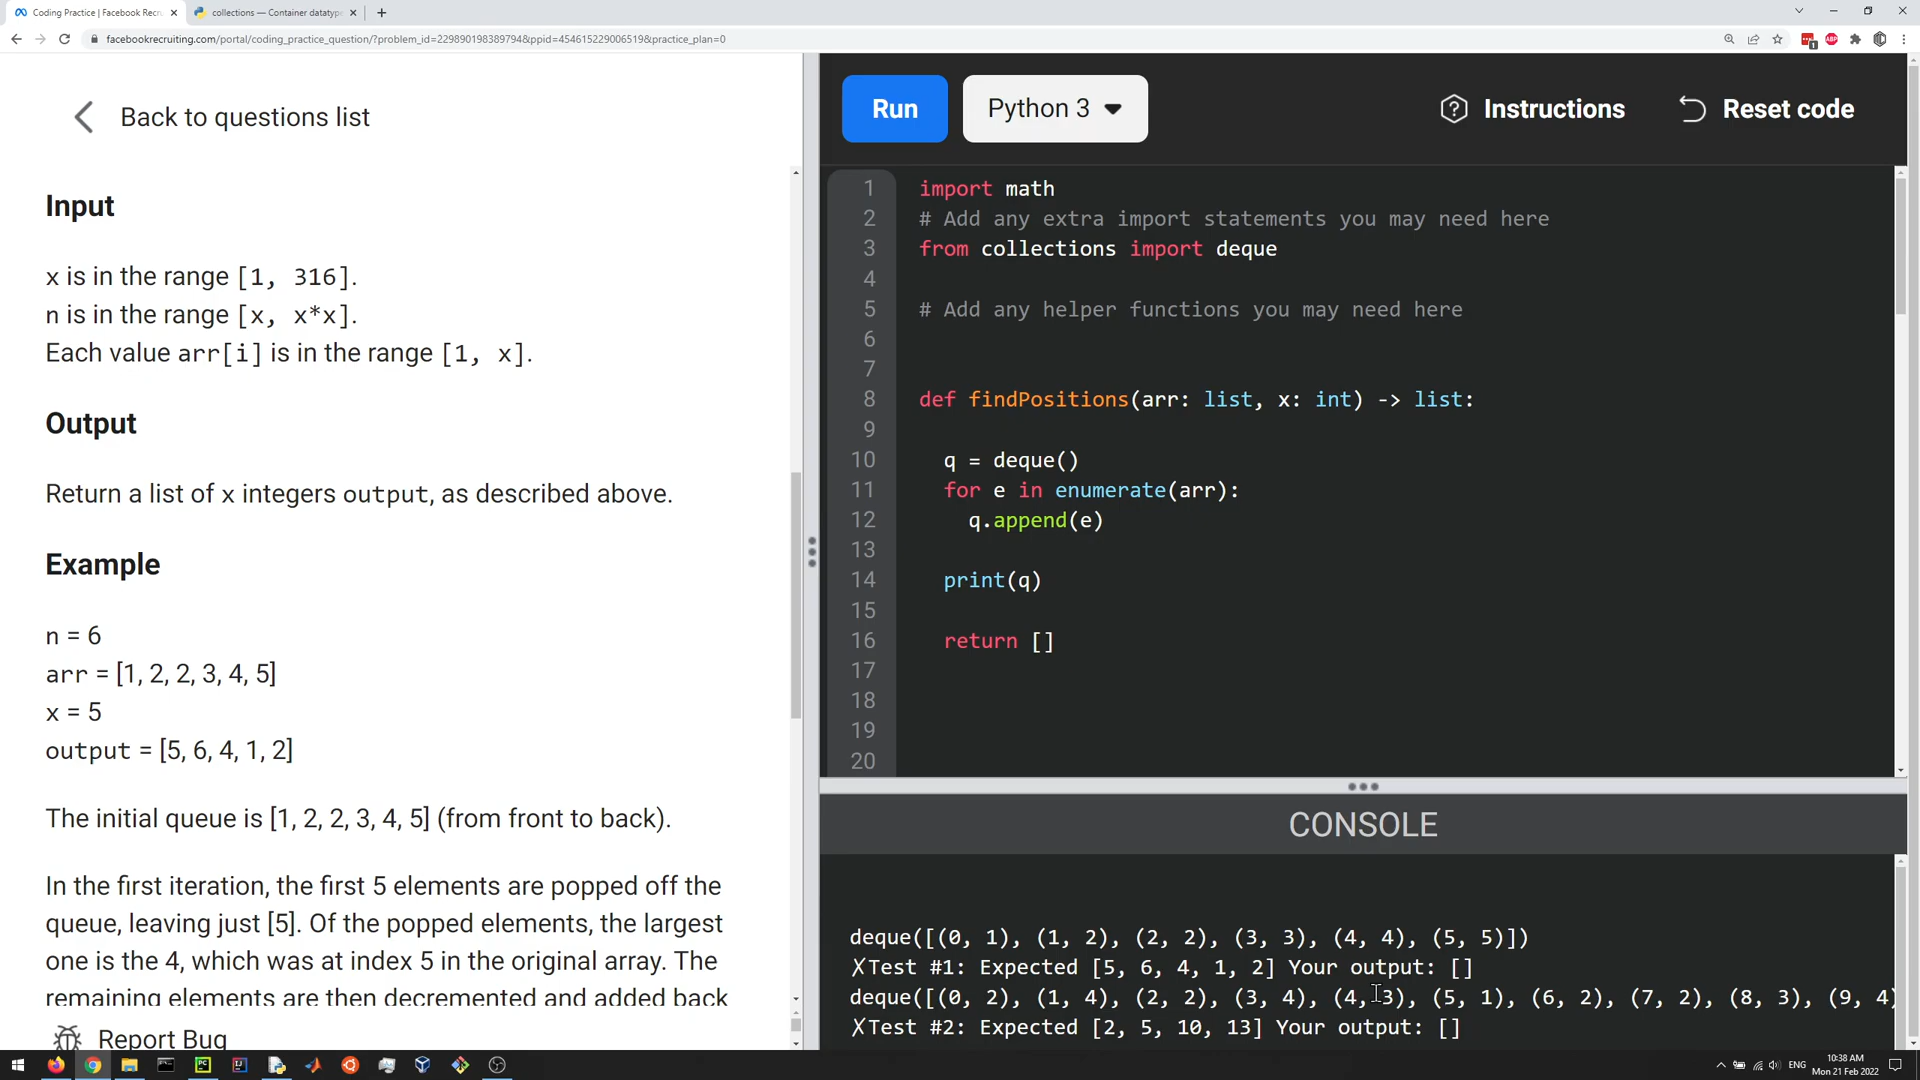 Coding Practice | Facebook Recru
collections — Container datatype
facebookrecruiting.com/portal/coding_practice_question/?problem_id=229890198389794&ppid=454615229006519&practice_plan=0
Back to questions list
Input
x is in the range [1, 316].
n is in the range [x, x*x].
Each value arr[i] is in the range [1, x].
Output
Return a list of x integers output, as described above.
Example
n = 6
arr = [1, 2, 2, 3, 4, 5]
x = 5
output = [5, 6, 4, 1, 2]
The initial queue is [1, 2, 2, 3, 4, 5] (from front to back).
In the first iteration, the first 5 elements are popped off the
queue, leaving just [5]. Of the popped elements, the largest
one is the 4, which was at index 5 in the original array. The
remaining elements are then decremented and added back
Report Bug
Run
Python 3
Instructions
Reset code
1 import math
2 # Add any extra import statements you may need here
3 from collections import deque
4
5 # Add any helper functions you may need here
6
7
8 def findPositions(arr: list, x: int) -> list:
9
10 q = deque()
11 for e in enumerate(arr):
12 q.append(e)
13
14 print(q)
15
16 return []
17
18
19
20
CONSOLE
deque([(0, 1), (1, 2), (2, 2), (3, 3), (4, 4), (5, 5)])
✗Test #1: Expected [5, 6, 4, 1, 2] Your output: []
deque([(0, 2), (1, 4), (2, 2), (3, 4), (4, 3), (5, 1), (6, 2), (7, 2), (8, 3), (9, 4)
✗Test #2: Expected [2, 5, 10, 13] Your output: []
ENG
10:38 AM
Mon 21 Feb 2022